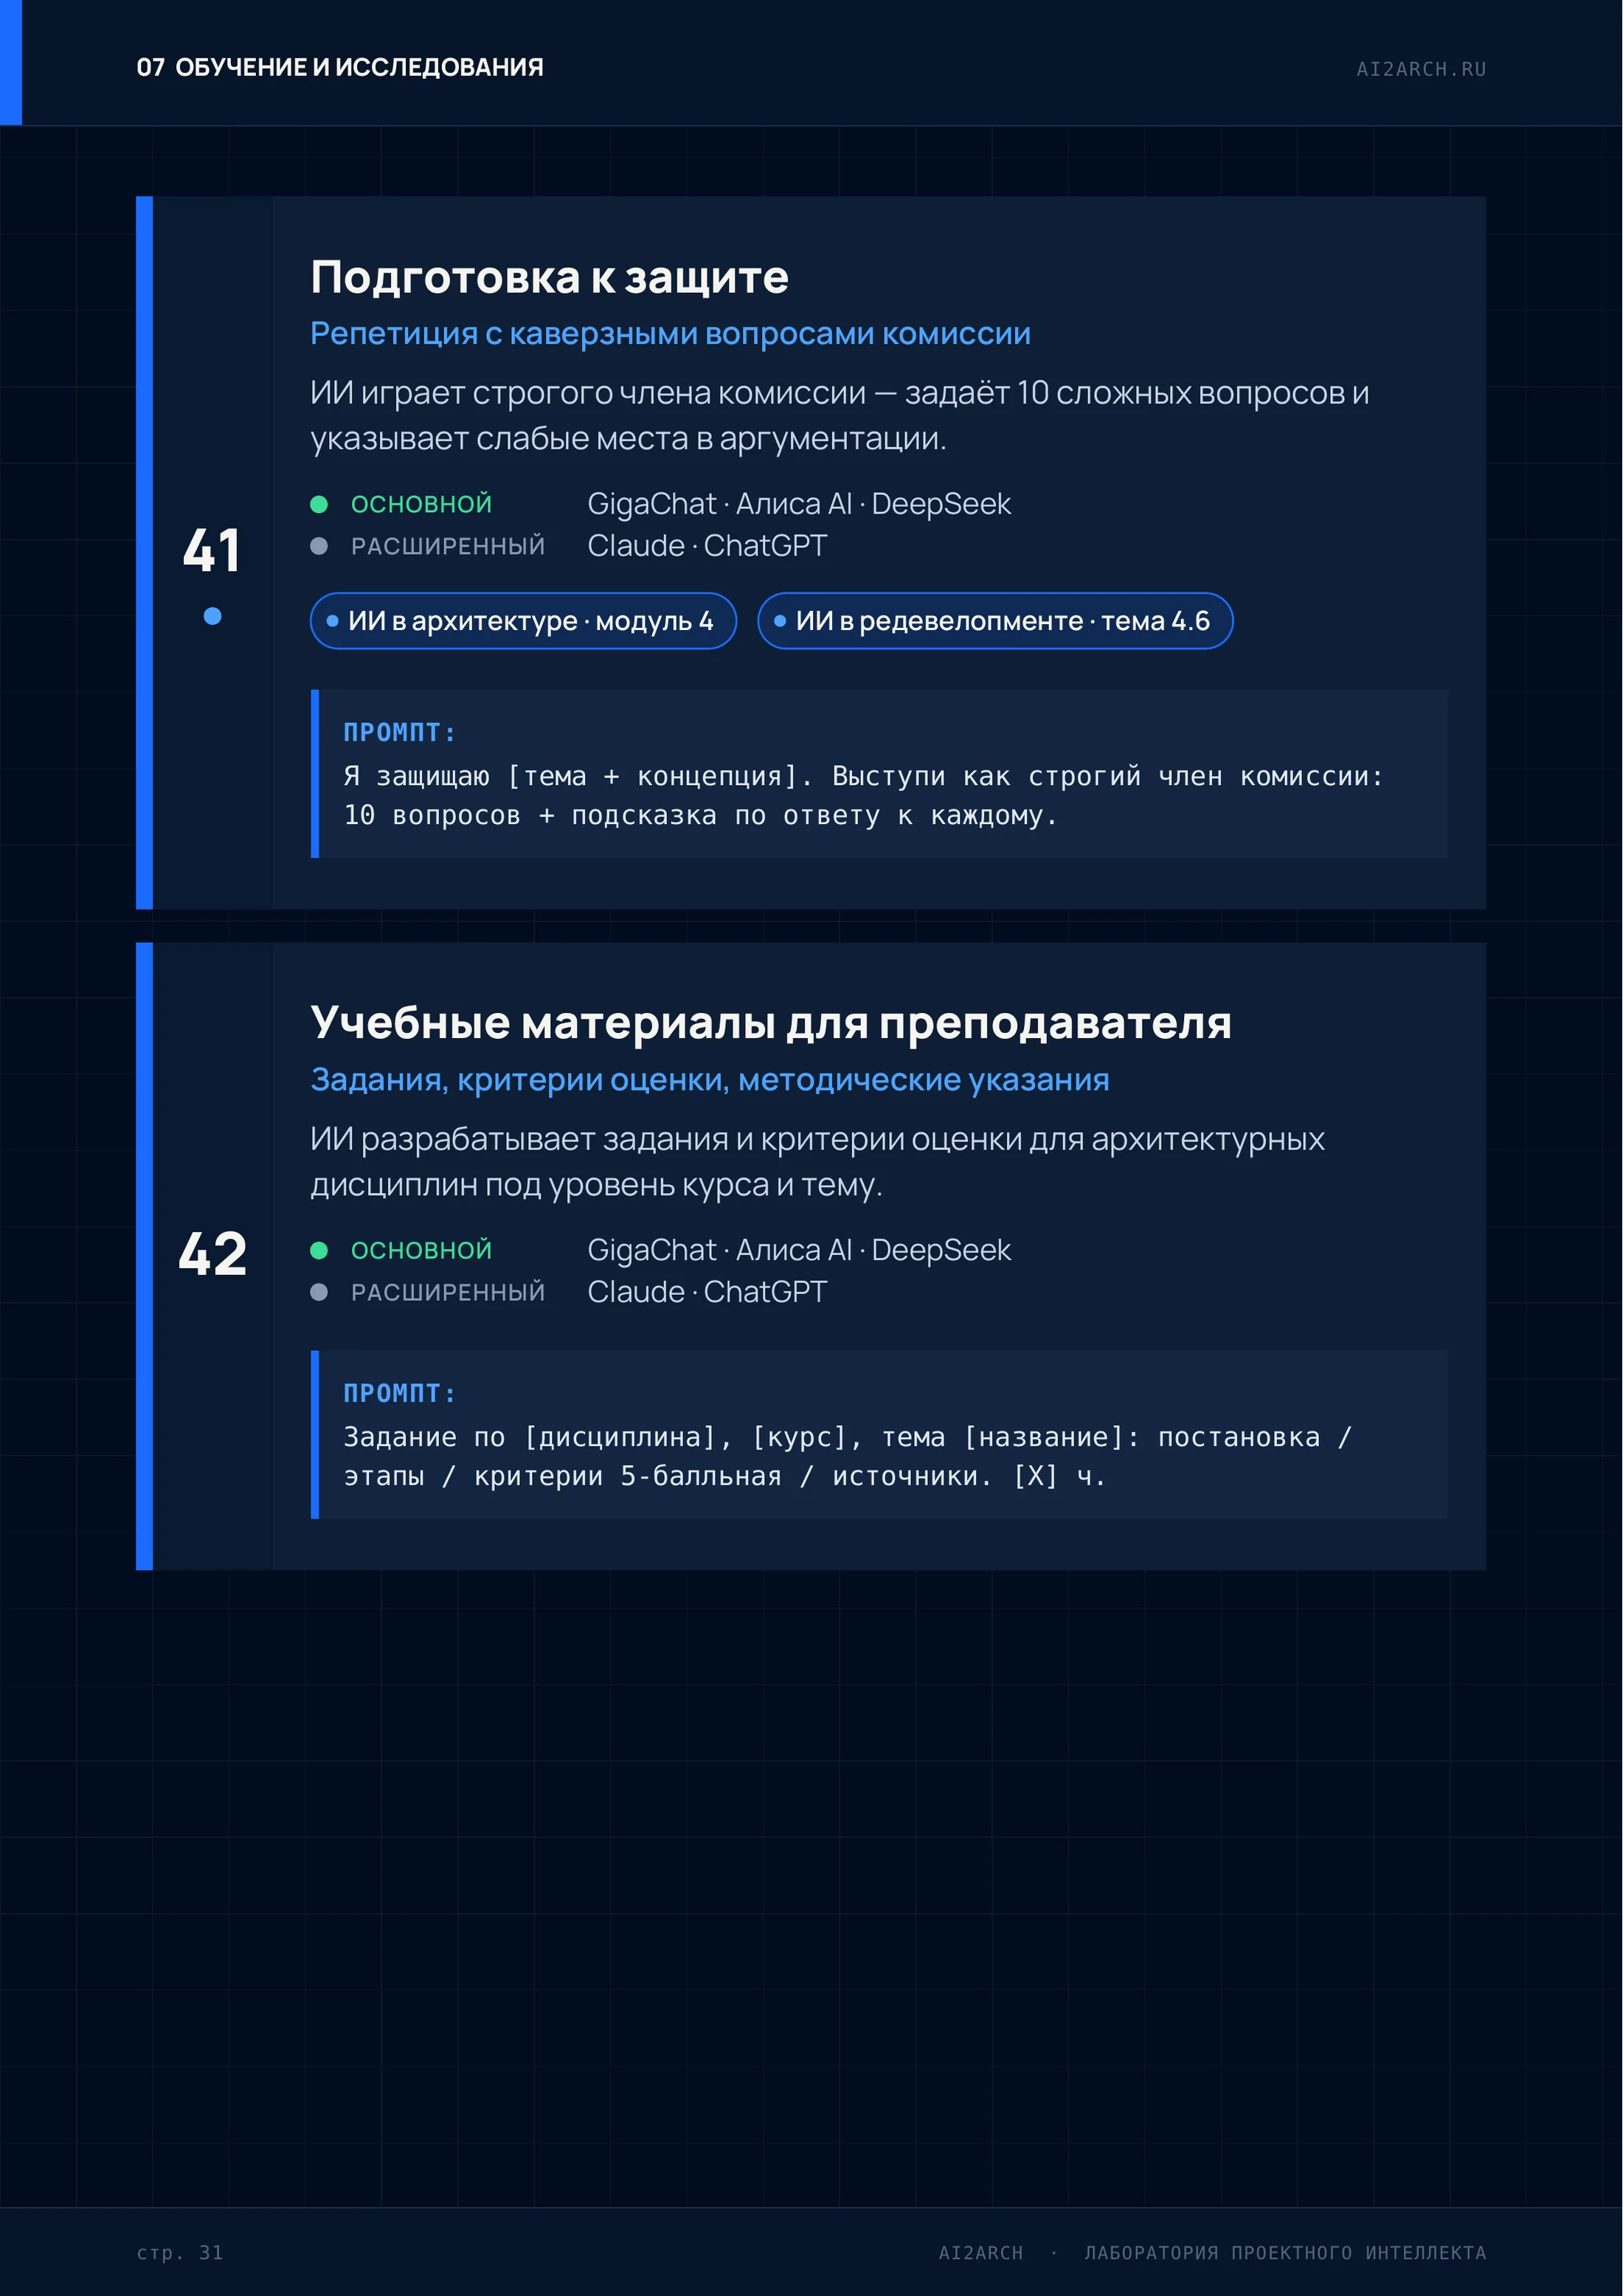 07 ОБУЧЕНИЕ И ИССЛЕДОВАНИЯ
AI2ARCH.RU
41
Подготовка к защите
Репетиция с каверзными вопросами комиссии
ИИ играет строгого члена комиссии — задаёт 10 сложных вопросов и
указывает слабые места в аргументации.
ОСНОВНОЙ GigaChat · Алиса AI · DeepSeek
РАСШИРЕННЫЙ Claude · ChatGPT
ИИ в архитектуре · модуль 4
ИИ в редевелопменте · тема 4.6
ПРОМПТ:
Я защищаю [тема + концепция]. Выступи как строгий член комиссии:
10 вопросов + подсказка по ответу к каждому.
42
Учебные материалы для преподавателя
Задания, критерии оценки, методические указания
ИИ разрабатывает задания и критерии оценки для архитектурных
дисциплин под уровень курса и тему.
ОСНОВНОЙ GigaChat · Алиса AI · DeepSeek
РАСШИРЕННЫЙ Claude · ChatGPT
ПРОМПТ:
Задание по [дисциплина], [курс], тема [название]: постановка /
этапы / критерии 5-балльная / источники. [X] ч.
стр. 31
AI2ARCH · ЛАБОРАТОРИЯ ПРОЕКТНОГО ИНТЕЛЛЕКТА